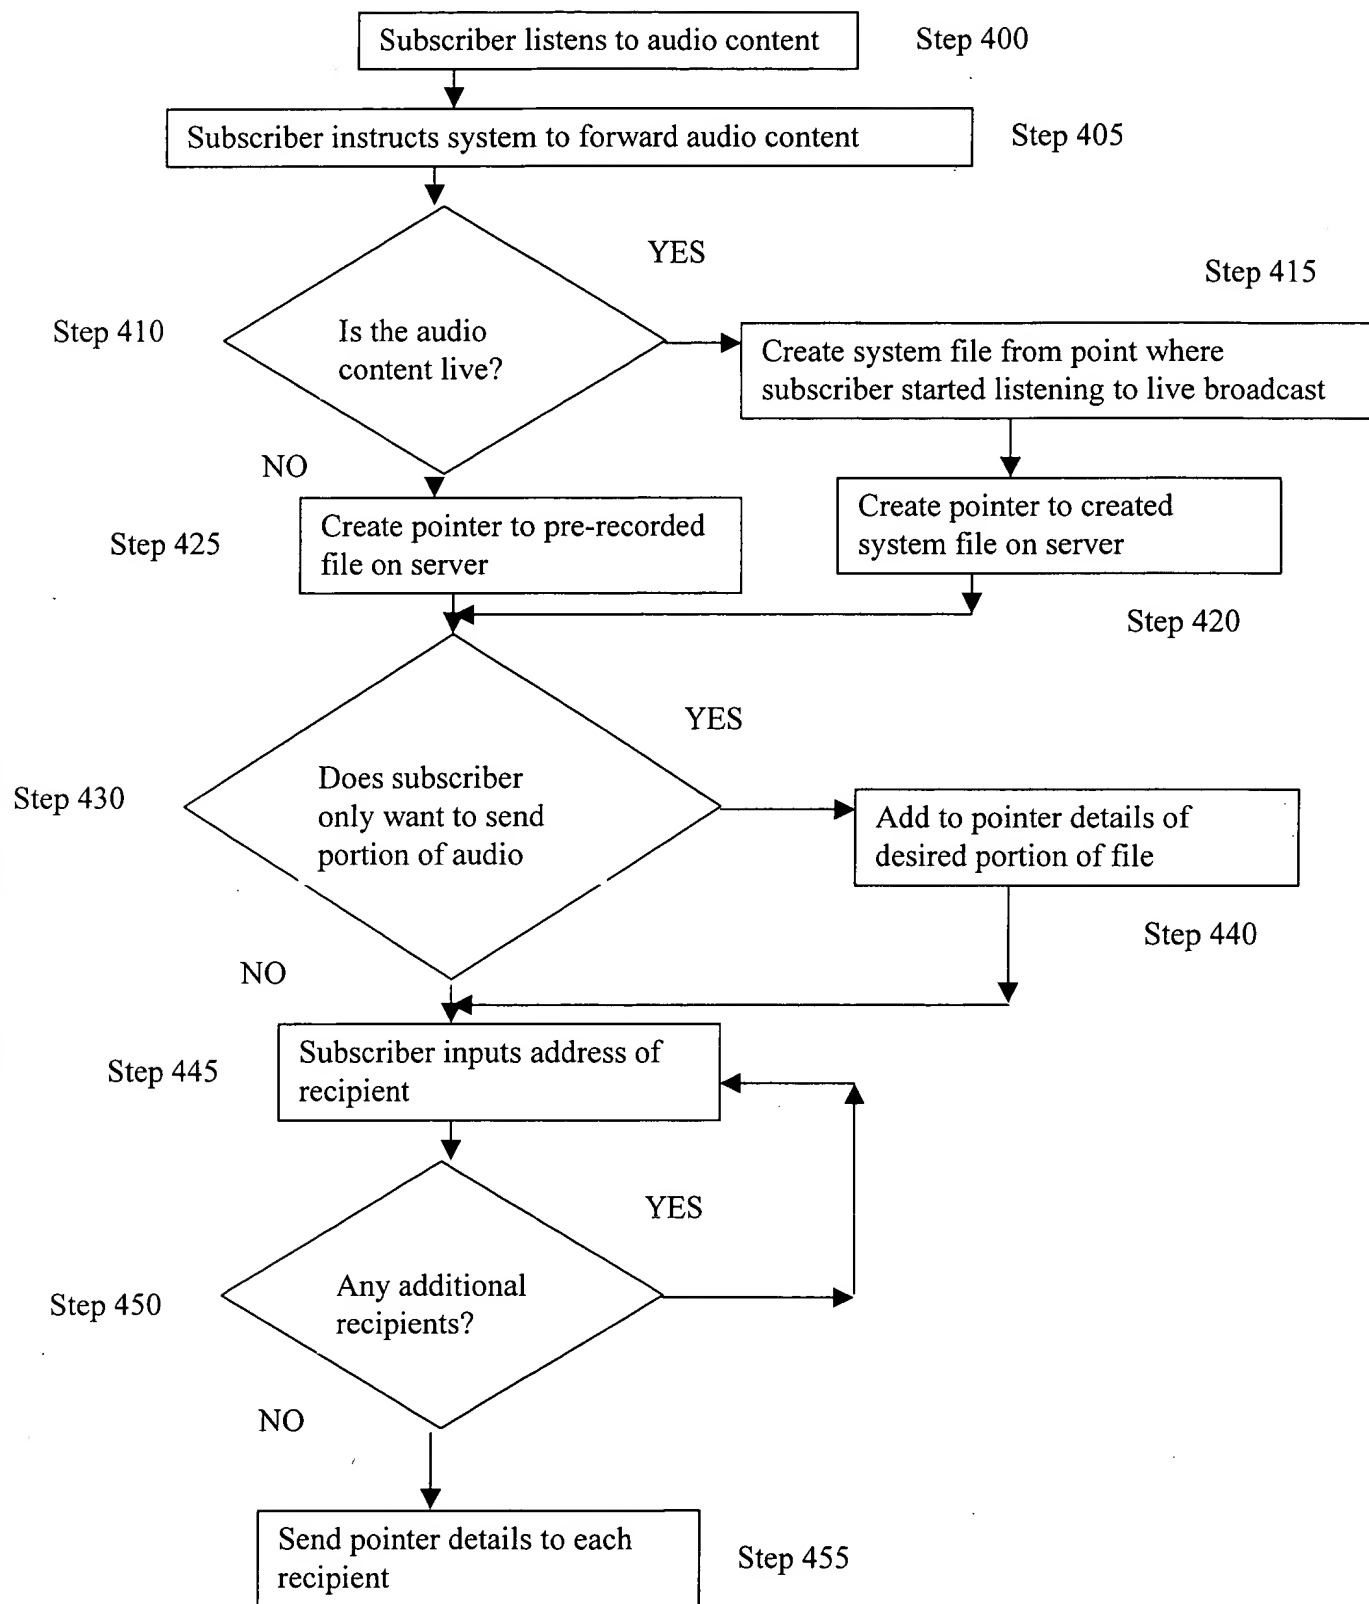 Subscriber listens to audio content
Step 400
Subscriber instructs system to forward audio content
Step 405
YES
Step 415
Step 410
Is the audio
content live?
Create system file from point where
subscriber started listening to live broadcast
NO
Step 425
Create pointer to pre-recorded
file on server
Create pointer to created
system file on server
Step 420
YES
Step 430
Does subscriber
only want to send
portion of audio
Add to pointer details of
desired portion of file
Step 440
NO
Step 445
Subscriber inputs address of
recipient
YES
Step 450
Any additional
recipients?
NO
Send pointer details to each
recipient
Step 455